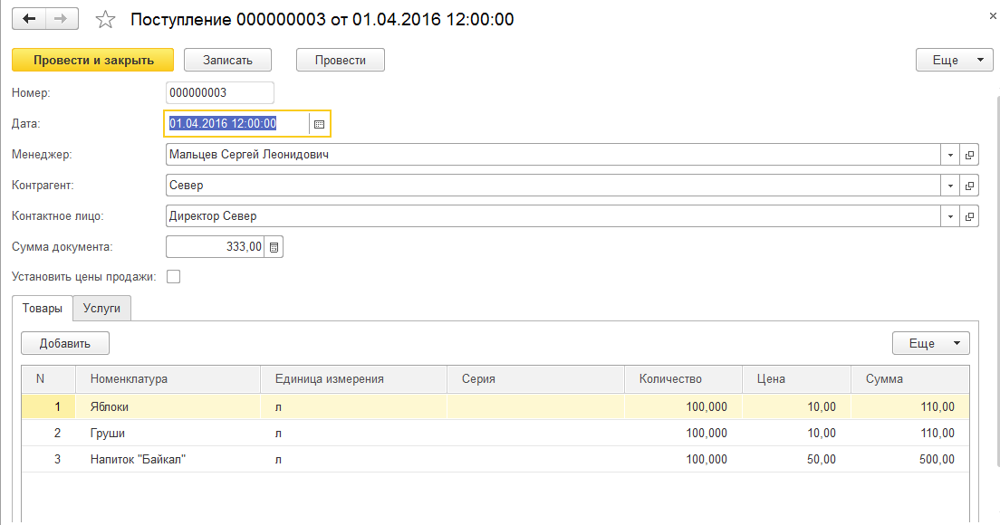 Поступление 000000003 от 01.04.2016 12:00:00
Провести и закрыть Записать Провести Еще
Номер: 000000003
Дата: 01.04.2016 12:00:00
Менеджер: Мальцев Сергей Леонидович
Контрагент: Север
Контактное лицо: Директор Север
Сумма документа: 333,00
Установить цены продажи:
Товары Услуги
Добавить Еще
N Номенклатура Единица измерения Серия Количество Цена Сумма
1 Яблоки л 100,000 10,00 110,00
2 Груши л 100,000 10,00 110,00
3 Напиток "Байкал" л 100,000 50,00 500,00